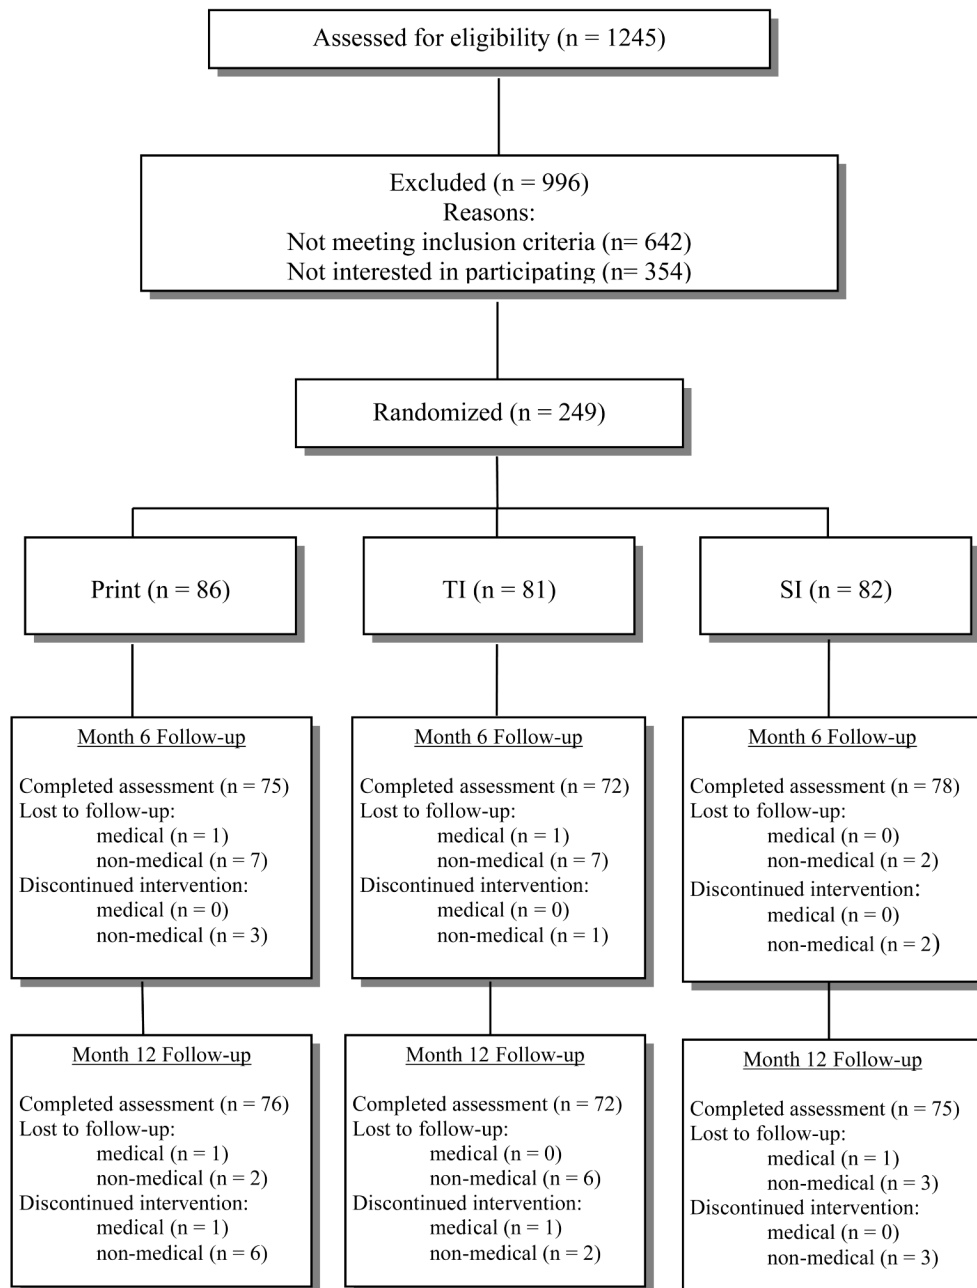 Assessed for eligibility (n = 1245)
Excluded (n = 996)
Reasons:
Not meeting inclusion criteria (n= 642)
Not interested in participating (n= 354)
Randomized (n = 249)
Print (n = 86)
TI (n = 81)
SI (n = 82)
Month 6 Follow-up
Completed assessment (n = 75)
Lost to follow-up:
medical (n = 1)
non-medical (n = 7)
Discontinued intervention:
medical (n = 0)
non-medical (n = 3)
Month 6 Follow-up
Completed assessment (n = 72)
Lost to follow-up:
medical (n = 1)
non-medical (n = 7)
Discontinued intervention:
medical (n = 0)
non-medical (n = 1)
Month 6 Follow-up
Completed assessment (n = 78)
Lost to follow-up:
medical (n = 0)
non-medical (n = 2)
Discontinued intervention:
medical (n = 0)
non-medical (n = 2)
Month 12 Follow-up
Completed assessment (n = 76)
Lost to follow-up:
medical (n = 1)
non-medical (n = 2)
Discontinued intervention:
medical (n = 1)
non-medical (n = 6)
Month 12 Follow-up
Completed assessment (n = 72)
Lost to follow-up:
medical (n = 0)
non-medical (n = 6)
Discontinued intervention:
medical (n = 1)
non-medical (n = 2)
Month 12 Follow-up
Completed assessment (n = 75)
Lost to follow-up:
medical (n = 1)
non-medical (n = 3)
Discontinued intervention:
medical (n = 0)
non-medical (n = 3)